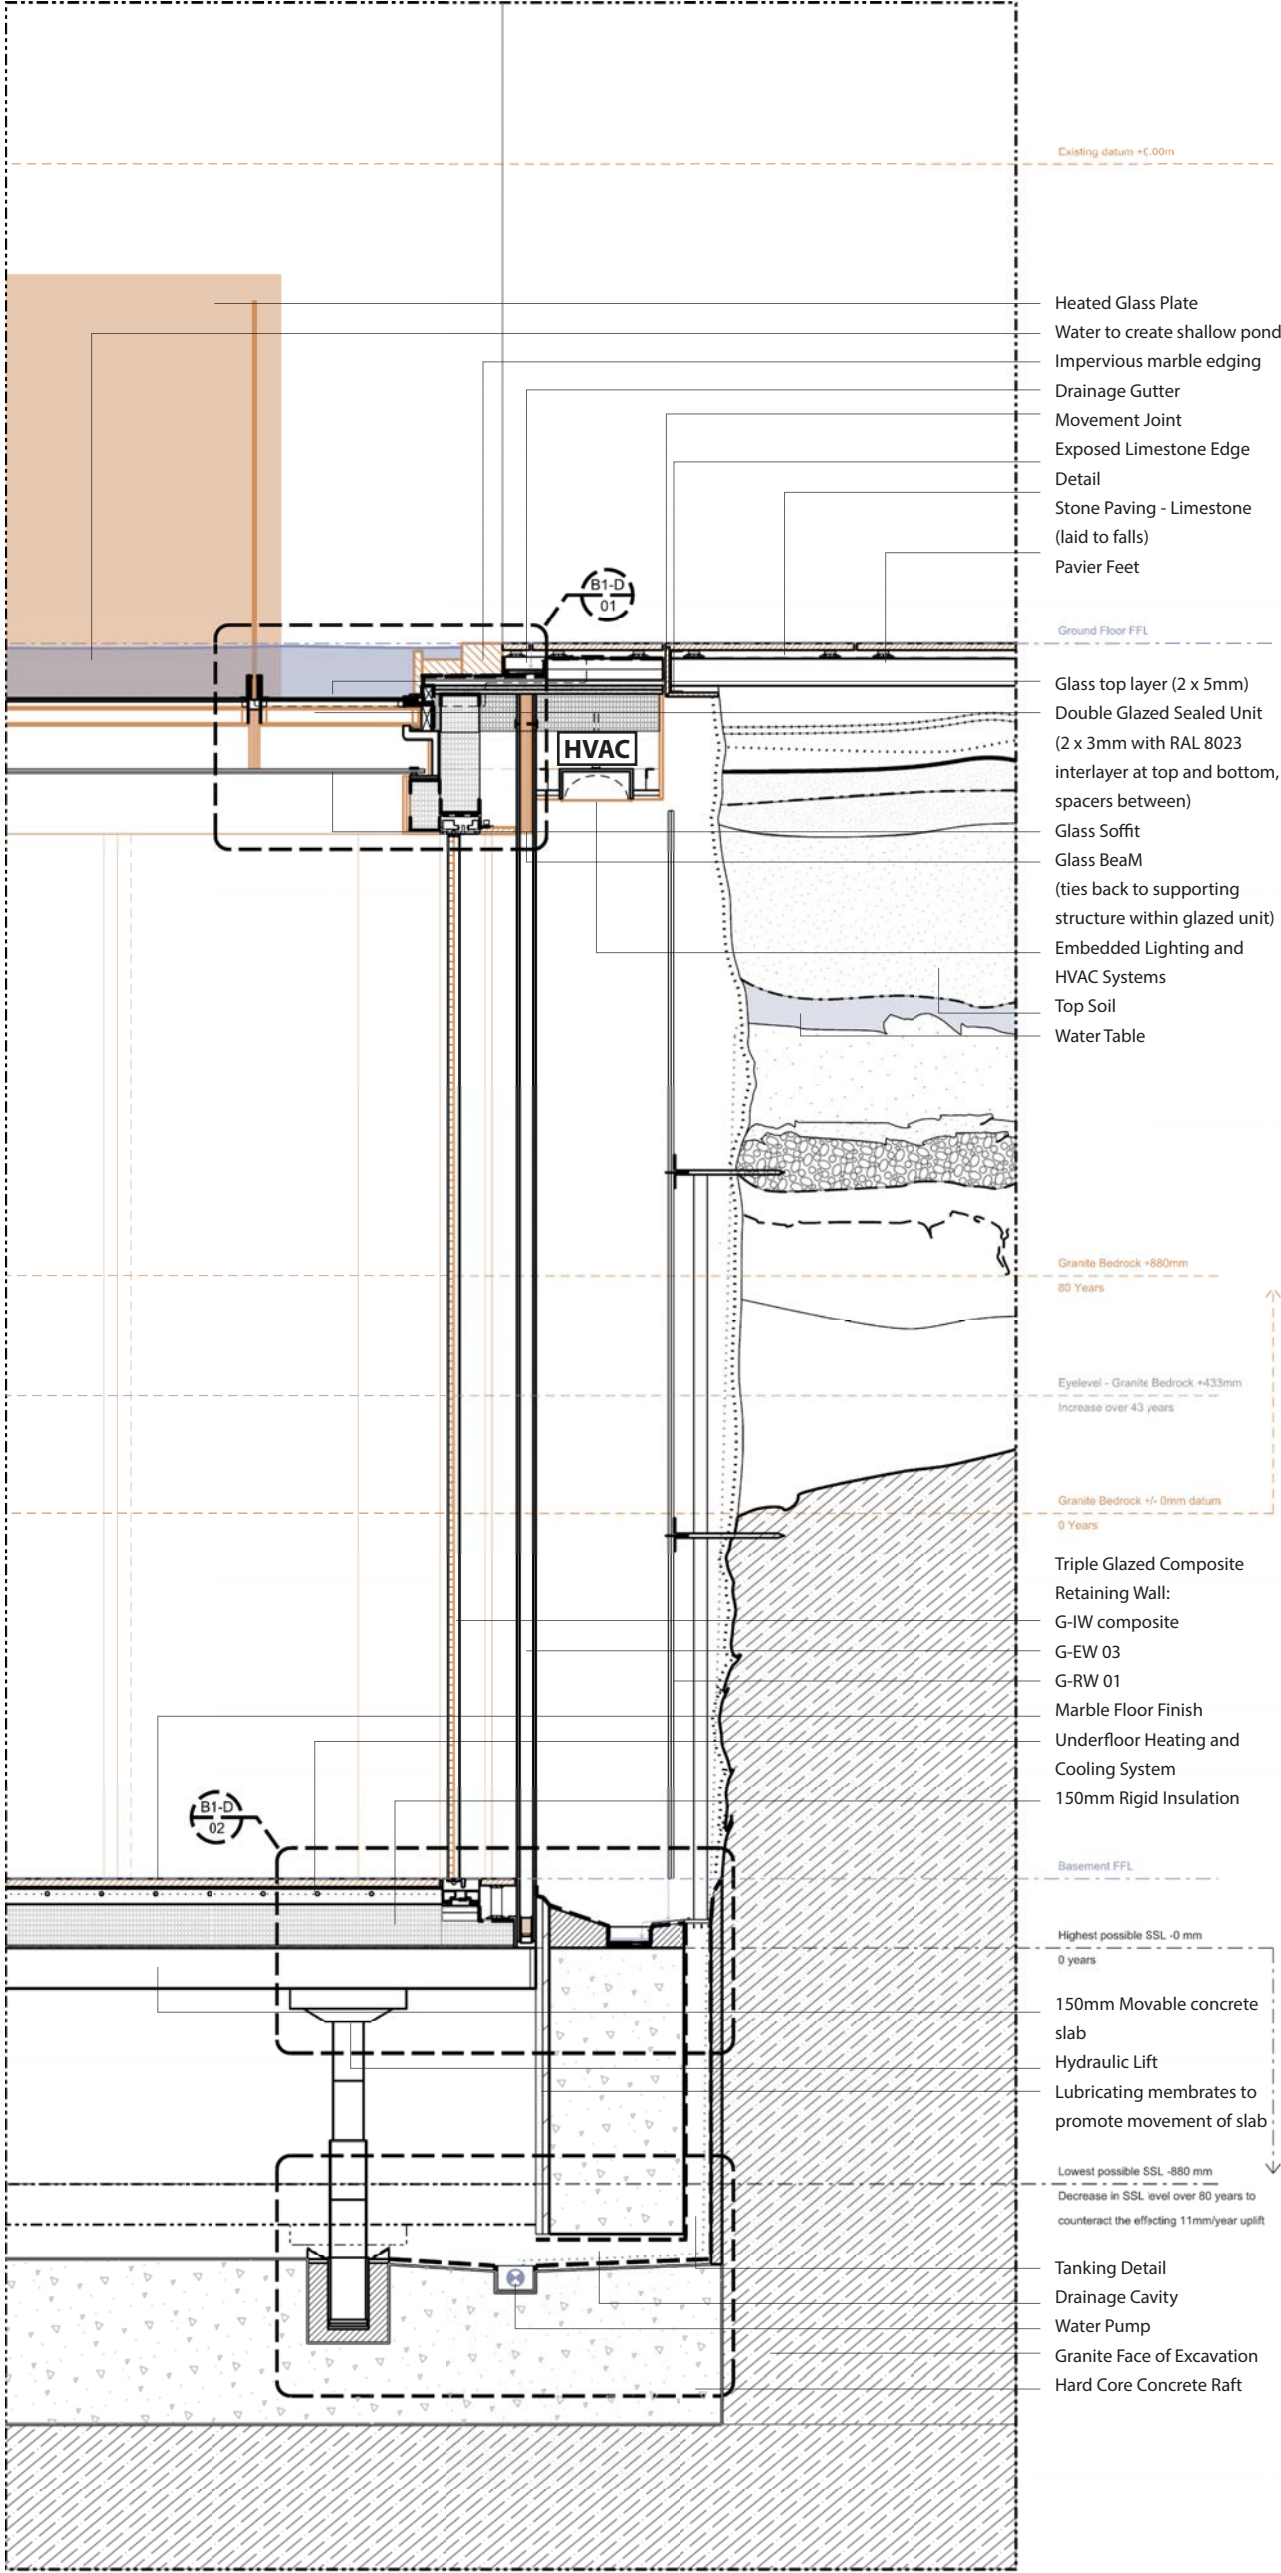 Existing datum +0.00m
Heated Glass Plate
Water to create shallow pond
Impervious marble edging
Drainage Gutter
Movement Joint
Exposed Limestone Edge
Detail
Stone Paving - Limestone
(laid to falls)
Pavier Feet
B1-D
01
Ground Floor FFL
Glass top layer (2 x 5mm)
Double Glazed Sealed Unit
(2 x 3mm with RAL 8023
interlayer at top and bottom,
spacers between)
HVAC
Glass Soffit
Glass BeaM
(ties back to supporting
structure within glazed unit)
Embedded Lighting and
HVAC Systems
Top Soil
Water Table
Granite Bedrock +880mm
80 Years
Eyelevel - Granite Bedrock +433mm
Increase over 43 years
Granite Bedrock +/- 0mm datum
0 Years
Triple Glazed Composite
Retaining Wall:
G-IW composite
G-EW 03
G-RW 01
Marble Floor Finish
Underfloor Heating and
Cooling System
150mm Rigid Insulation
B1-D
02
Basement FFL
Highest possible SSL -0 mm
0 years
150mm Movable concrete
slab
Hydraulic Lift
Lubricating membrates to
promote movement of slab
Lowest possible SSL -880 mm
Decrease in SSL level over 80 years to
counteract the effecting 11mm/year uplift
Tanking Detail
Drainage Cavity
Water Pump
Granite Face of Excavation
Hard Core Concrete Raft